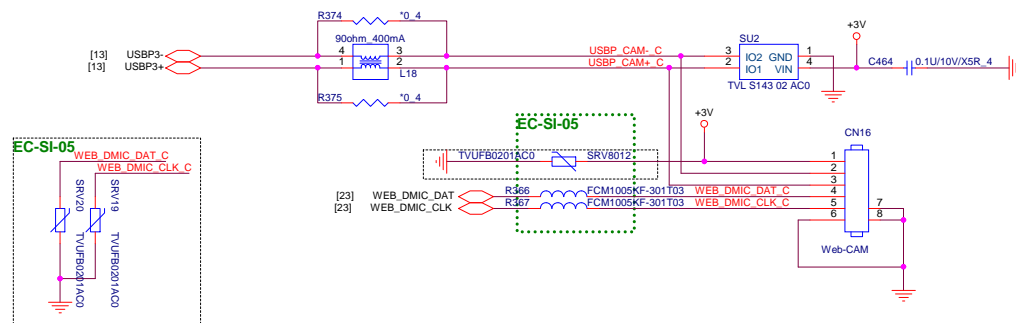 R374 *0_4
90ohm_400mA
[13] USBP3- 4 3 USBP_CAM-_C
[13] USBP3+ 1 2 USBP_CAM+_C
L18
R375 *0_4
SU2
3 IO2 GND 1
2 IO1 VIN 4
TVL S143 02 AC0
+3V
C464 0.1U/10V/X5R_4
EC-SI-05
WEB_DMIC_DAT_C
WEB_DMIC_CLK_C
SRV20
TVUFB0201AC0
SRV19
TVUFB0201AC0
EC-SI-05
+3V
TVUFB0201AC0 SRV8012
[23] WEB_DMIC_DAT R366 FCM1005KF-301T03 WEB_DMIC_DAT_C
[23] WEB_DMIC_CLK R367 FCM1005KF-301T03 WEB_DMIC_CLK_C
CN16
1
2
3
4
5 7
6 8
Web-CAM